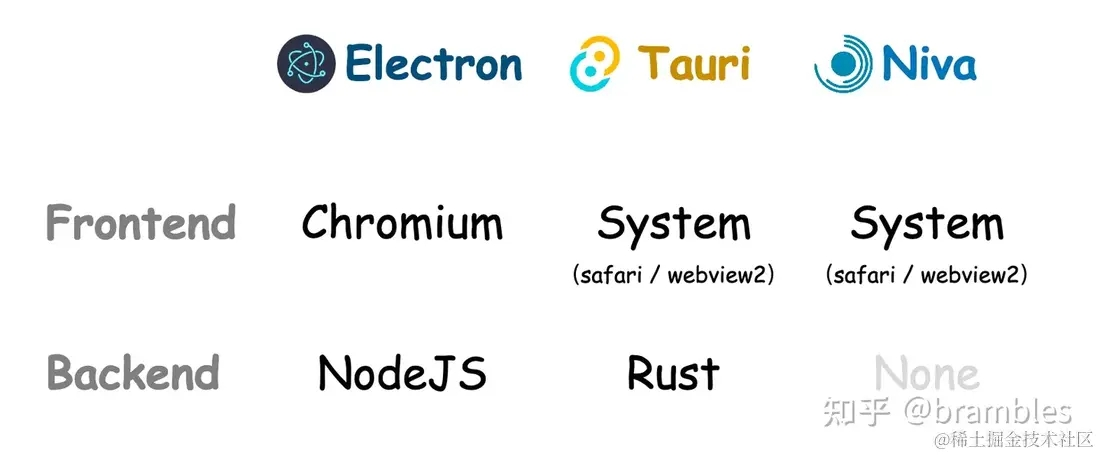 Electron Tauri Niva
Frontend Chromium System System
(safari / webview2) (safari / webview2)
Backend NodeJS Rust None
知乎 @brambles
@稀土掘金技术社区